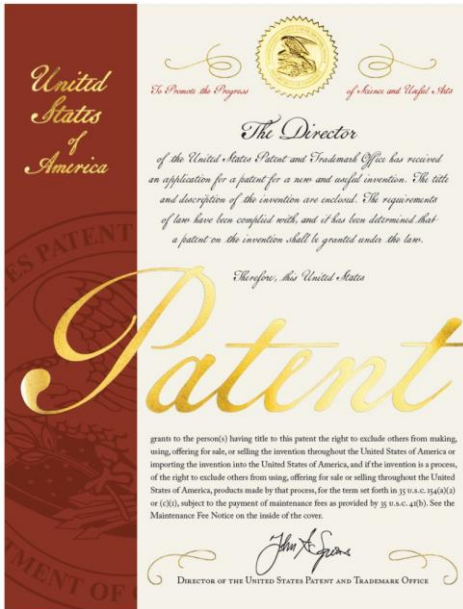 United
States
of
America
To Promote the Progress
of Science and Useful Arts
The Director
of the United States Patent and Trademark Office has received
an application for a patent for a new and useful invention. The title
and description of the invention are enclosed. The requirements
of law have been complied with, and it has been determined that
a patent on the invention shall be granted under the law.
Therefore, this United States
Patent
grants to the person(s) having title to this patent the right to exclude others from making,
using, offering for sale, or selling the invention throughout the United States of America or
importing the invention into the United States of America, and if the invention is a process,
of the right to exclude others from using, offering for sale or selling throughout the United
States of America, products made by that process, for the term set forth in 35 U.S.C. 154(a)(2)
or (c)(1), subject to the payment of maintenance fees as provided by 35 U.S.C. 41(b). See the
Maintenance Fee Notice on the inside of the cover.
DIRECTOR OF THE UNITED STATES PATENT AND TRADEMARK OFFICE
ES PATENT
MENT OF